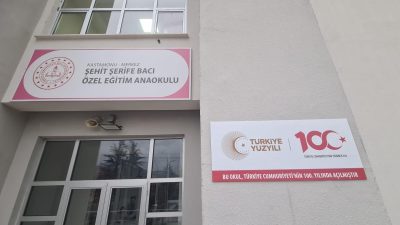 KASTAMONU - MERKEZ
ŞEHİT ŞERİFE BACI
ÖZEL EĞİTİM ANAOKULU
TÜRKİYE
YÜZYILI
100
BU OKUL, TÜRKİYE CUMHURİYETİ'NİN 100. YILINDA AÇILMIŞTIR